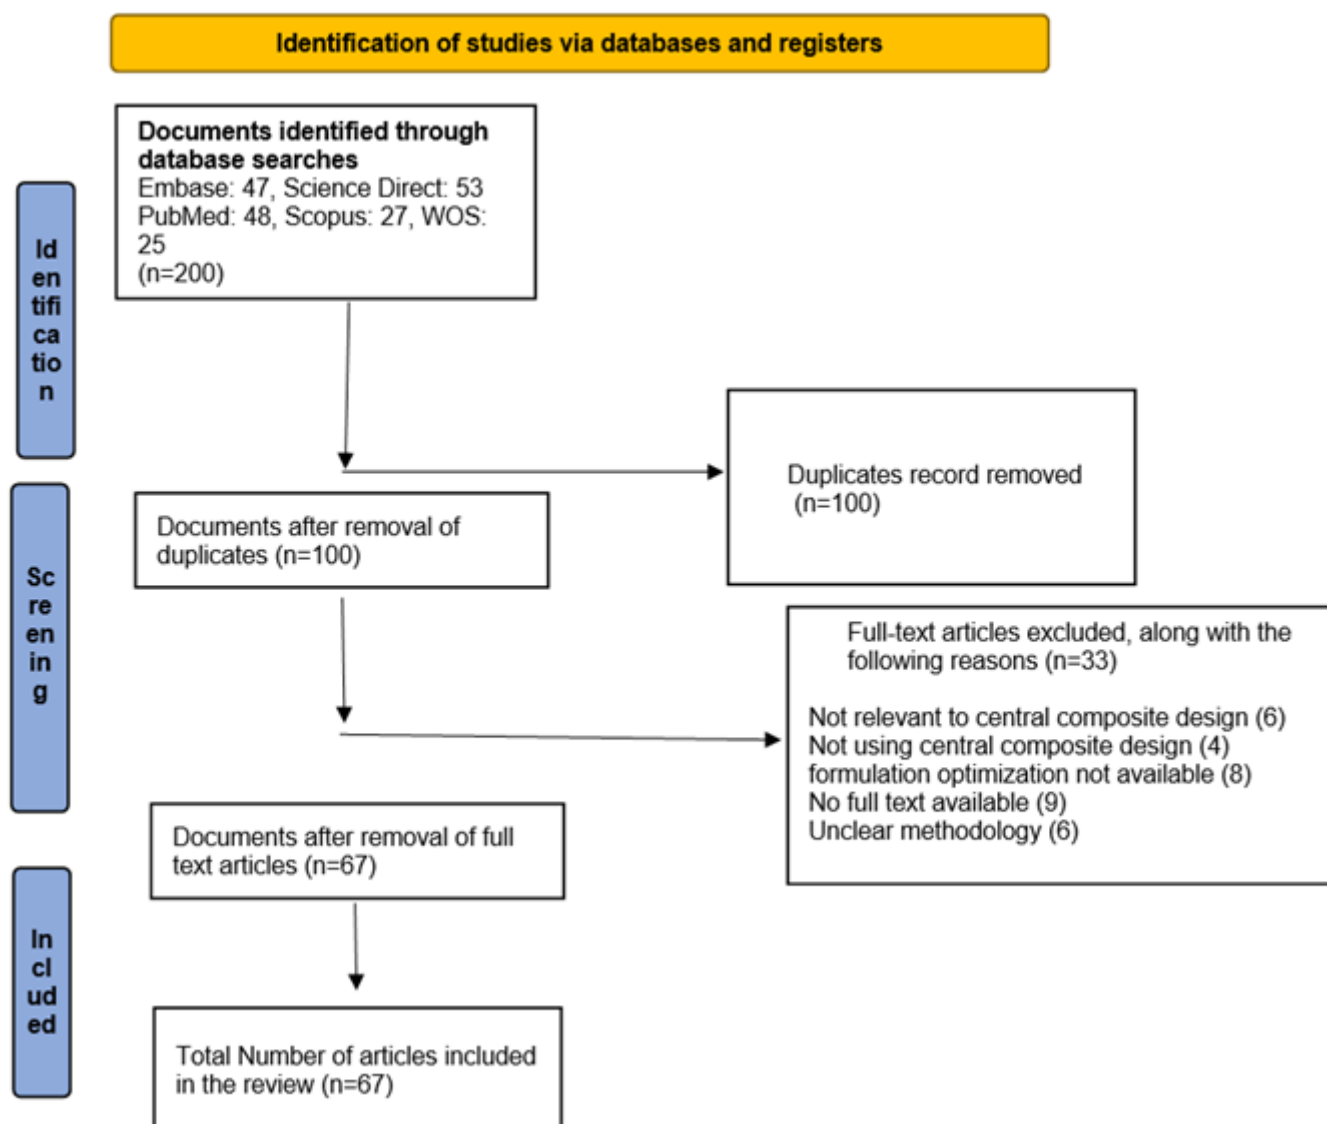 Identification of studies via databases and registers
Documents identified through
database searches
Embase: 47, Science Direct: 53
PubMed: 48, Scopus: 27, WOS:
25
(n=200)
Id
en
tifi
ca
tio
n
Duplicates record removed
(n=100)
Documents after removal of
duplicates (n=100)
Sc
re
en
in
g
Full-text articles excluded, along with the
following reasons (n=33)
Not relevant to central composite design (6)
Not using central composite design (4)
formulation optimization not available (8)
No full text available (9)
Unclear methodology (6)
Documents after removal of full
text articles (n=67)
In
cl
ud
ed
Total Number of articles included
in the review (n=67)